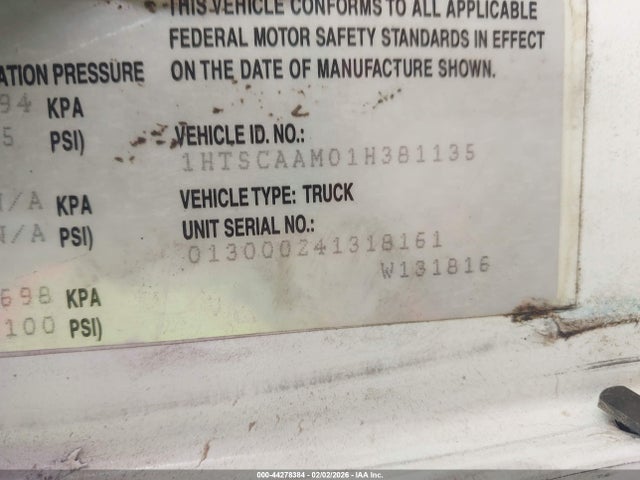 THIS VEHICLE CONFORMS TO ALL APPLICABLE
FEDERAL MOTOR SAFETY STANDARDS IN EFFECT
ON THE DATE OF MANUFACTURE SHOWN.
ATION PRESSURE
94 KPA
5 PSI)
VEHICLE ID. NO.:
1HTSCAAM01H381135
/A KPA
/A PSI)
VEHICLE TYPE: TRUCK
UNIT SERIAL NO.:
013000241318161
W131816
698 KPA
100 PSI)
000-44278384 | 02/02/2026 - IAA Inc.